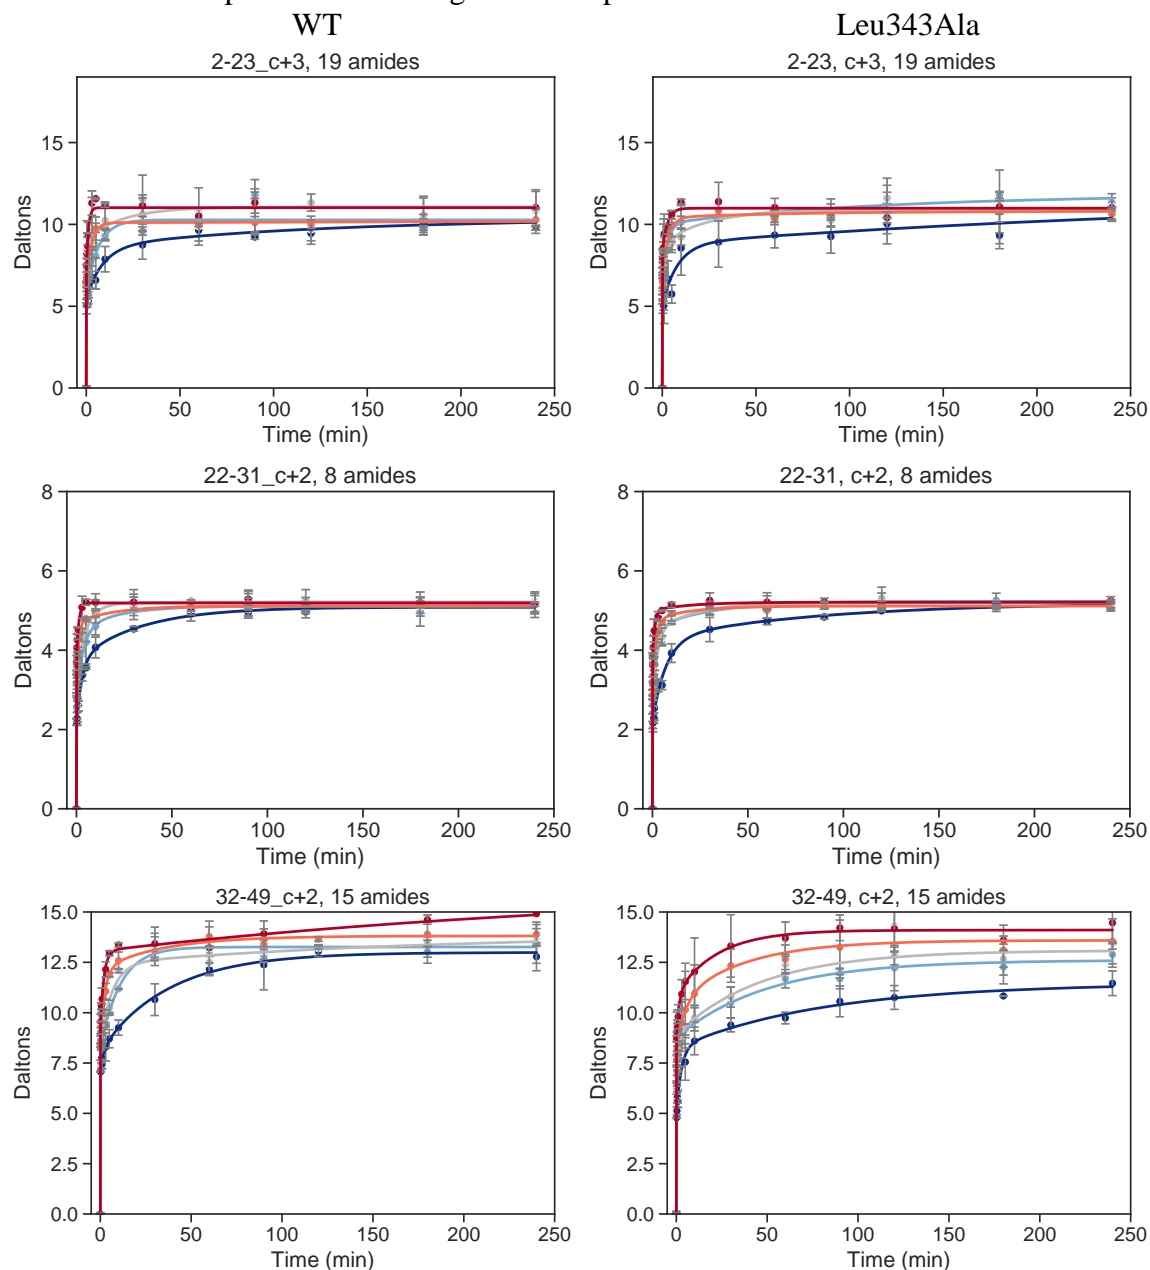 WT Leu343Ala
2-23_c+3, 19 amides 2-23, c+3, 19 amides
15 15
10 10
5 5
0 0
Daltons Daltons
0 50 100 150 200 250 0 50 100 150 200 250
Time (min) Time (min)
22-31_c+2, 8 amides 22-31, c+2, 8 amides
8 8
6 6
4 4
2 2
0 0
Daltons Daltons
0 50 100 150 200 250 0 50 100 150 200 250
Time (min) Time (min)
32-49_c+2, 15 amides 32-49, c+2, 15 amides
15.0 15.0
12.5 12.5
10.0 10.0
7.5 7.5
5.0 5.0
2.5 2.5
0.0 0.0
Daltons Daltons
0 50 100 150 200 250 0 50 100 150 200 250
Time (min) Time (min)